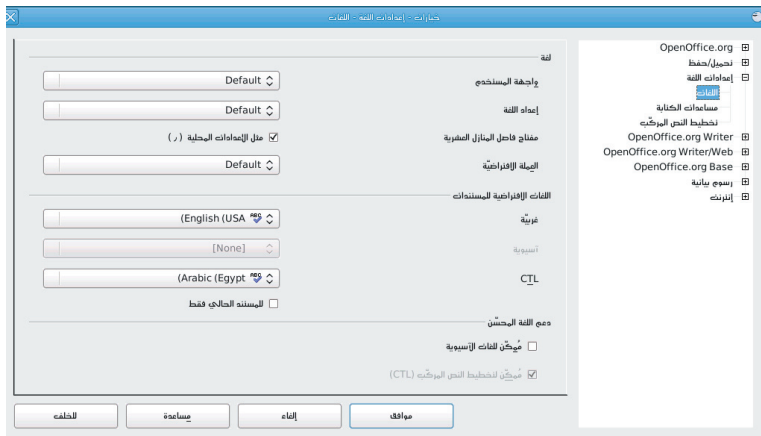 خيارات - إعدادات اللغة - اللغات
OpenOffice.org
تحميل/حفظ
إعدادات اللغة
اللغات
مساعدات الكتابة
تخطيط النص المركّب
OpenOffice.org Writer
OpenOffice.org Writer/Web
OpenOffice.org Base
رسوم بيانية
إنترنت
لغة
واجهة المستخدم
Default
إعداد اللغة
Default
مفتاح فاصل المنازل العشرية
مثل الإعدادات المحلية ( ٫ )
العملة الإفتراضيّة
Default
اللغات الإفتراضية للمستندات
غربيّة
(English (USA
آسيوية
[None]
CTL
(Arabic (Egypt
للمستند الحالي فقط
دعم اللغة المحسّن
مُمكّن للغات الآسيوية
مُمكّن لتخطيط النص المركّب (CTL)
موافق
إلغاء
مساعدة
للخلف